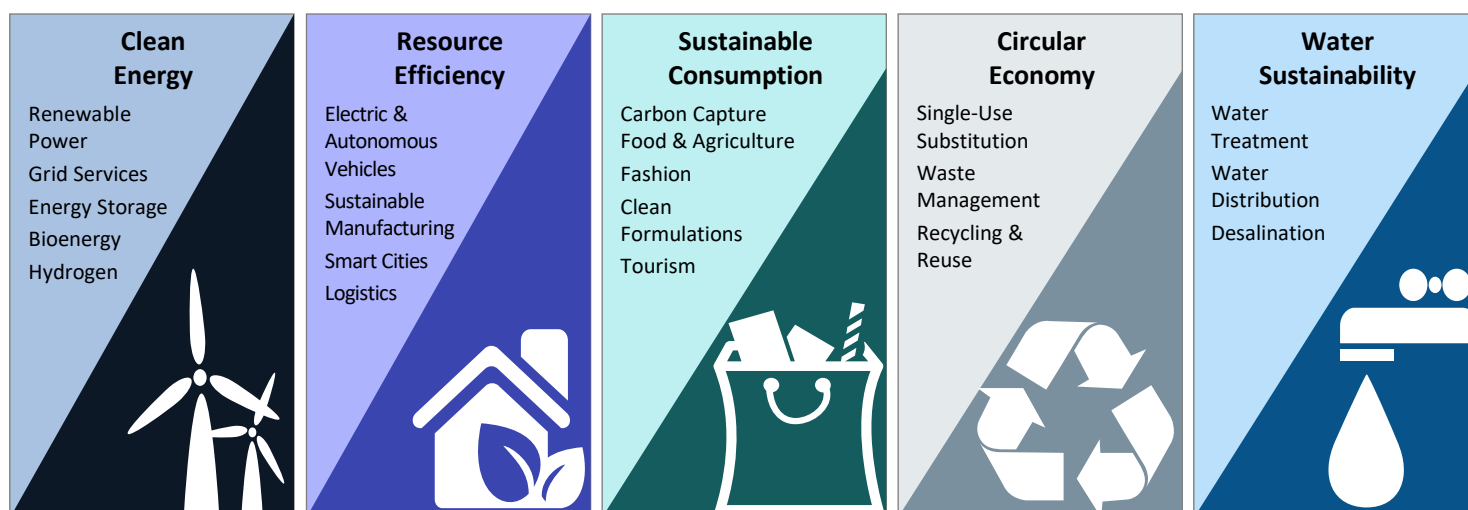 Clean
Energy
Renewable
Power
Grid Services
Energy Storage
Bioenergy
Hydrogen
Resource
Efficiency
Electric &
Autonomous
Vehicles
Sustainable
Manufacturing
Smart Cities
Logistics
Sustainable
Consumption
Carbon Capture
Food & Agriculture
Fashion
Clean
Formulations
Tourism
Circular
Economy
Single-Use
Substitution
Waste
Management
Recycling &
Reuse
Water
Sustainability
Water
Treatment
Water
Distribution
Desalination